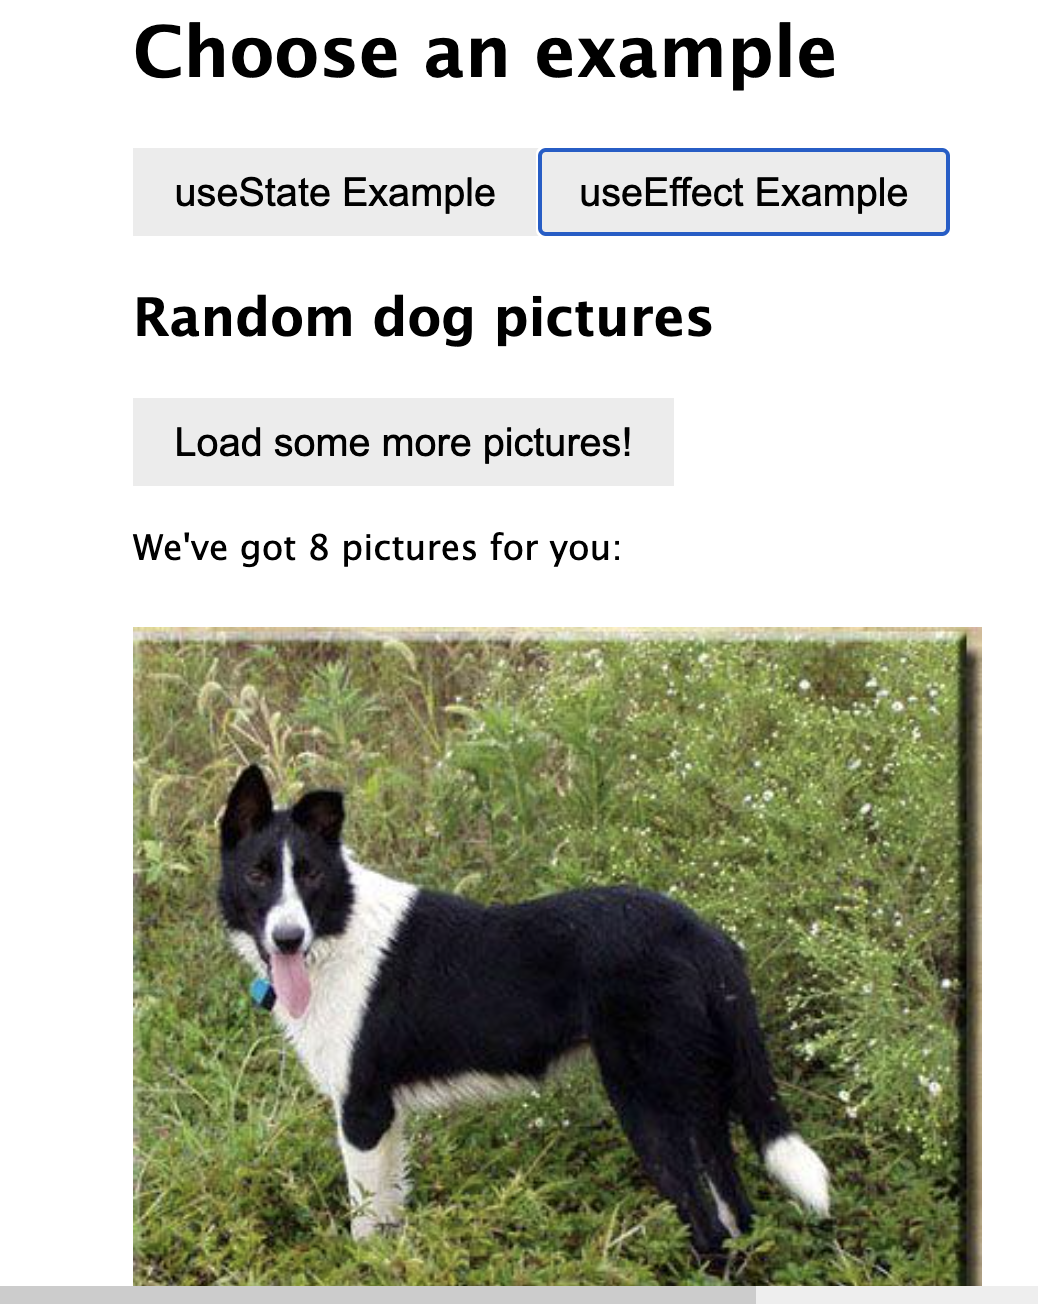 Choose an example
useState Example useEffect Example
Random dog pictures
Load some more pictures!
We've got 8 pictures for you: